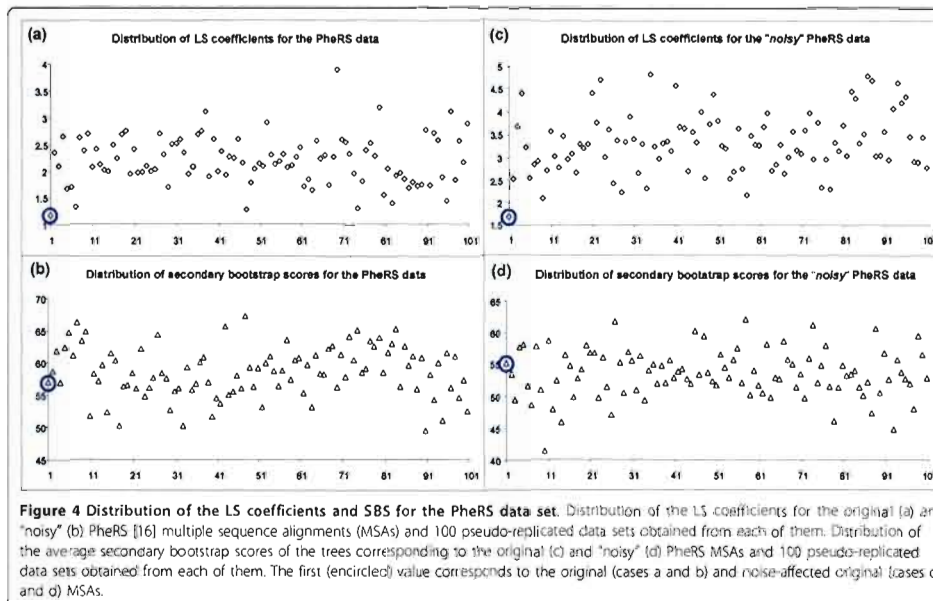 (a)
Distribution of LS coefficients for the PheRS data
4
3.5
3
2.5
2
1.5
1
1 11 21 31 41 51 61 71 81 91 101
(c)
Distribution of LS coefficients for the "noisy" PheRS data
5
4.5
4
3.5
3
2.5
2
1.5
1 11 21 31 41 51 61 71 81 91 101
(b)
Distribution of secondary bootstrap scores for the PheRS data
70
65
60
55
50
45
1 11 21 31 41 51 61 71 81 91 101
(d)
Distribution of secondary bootstrap scores for the "noisy" PheRS data
65
60
55
50
45
40
1 11 21 31 41 51 61 71 81 91 101
Figure 4 Distribution of the LS coefficients and SBS for the PheRS data set. Distribution of the LS coefficients for the original (a) an
"noisy" (b) PheRS [16] multiple sequence alignments (MSAs) and 100 pseudo-replicated data sets obtained from each of them. Distribution of
the average secondary bootstrap scores of the trees corresponding to the original (c) and "noisy" (d) PheRS MSAs and 100 pseudo-replicated
data sets obtained from each of them. The first (encircled) value corresponds to the original (cases a and b) and noise-affected original (cases c
and d) MSAs.